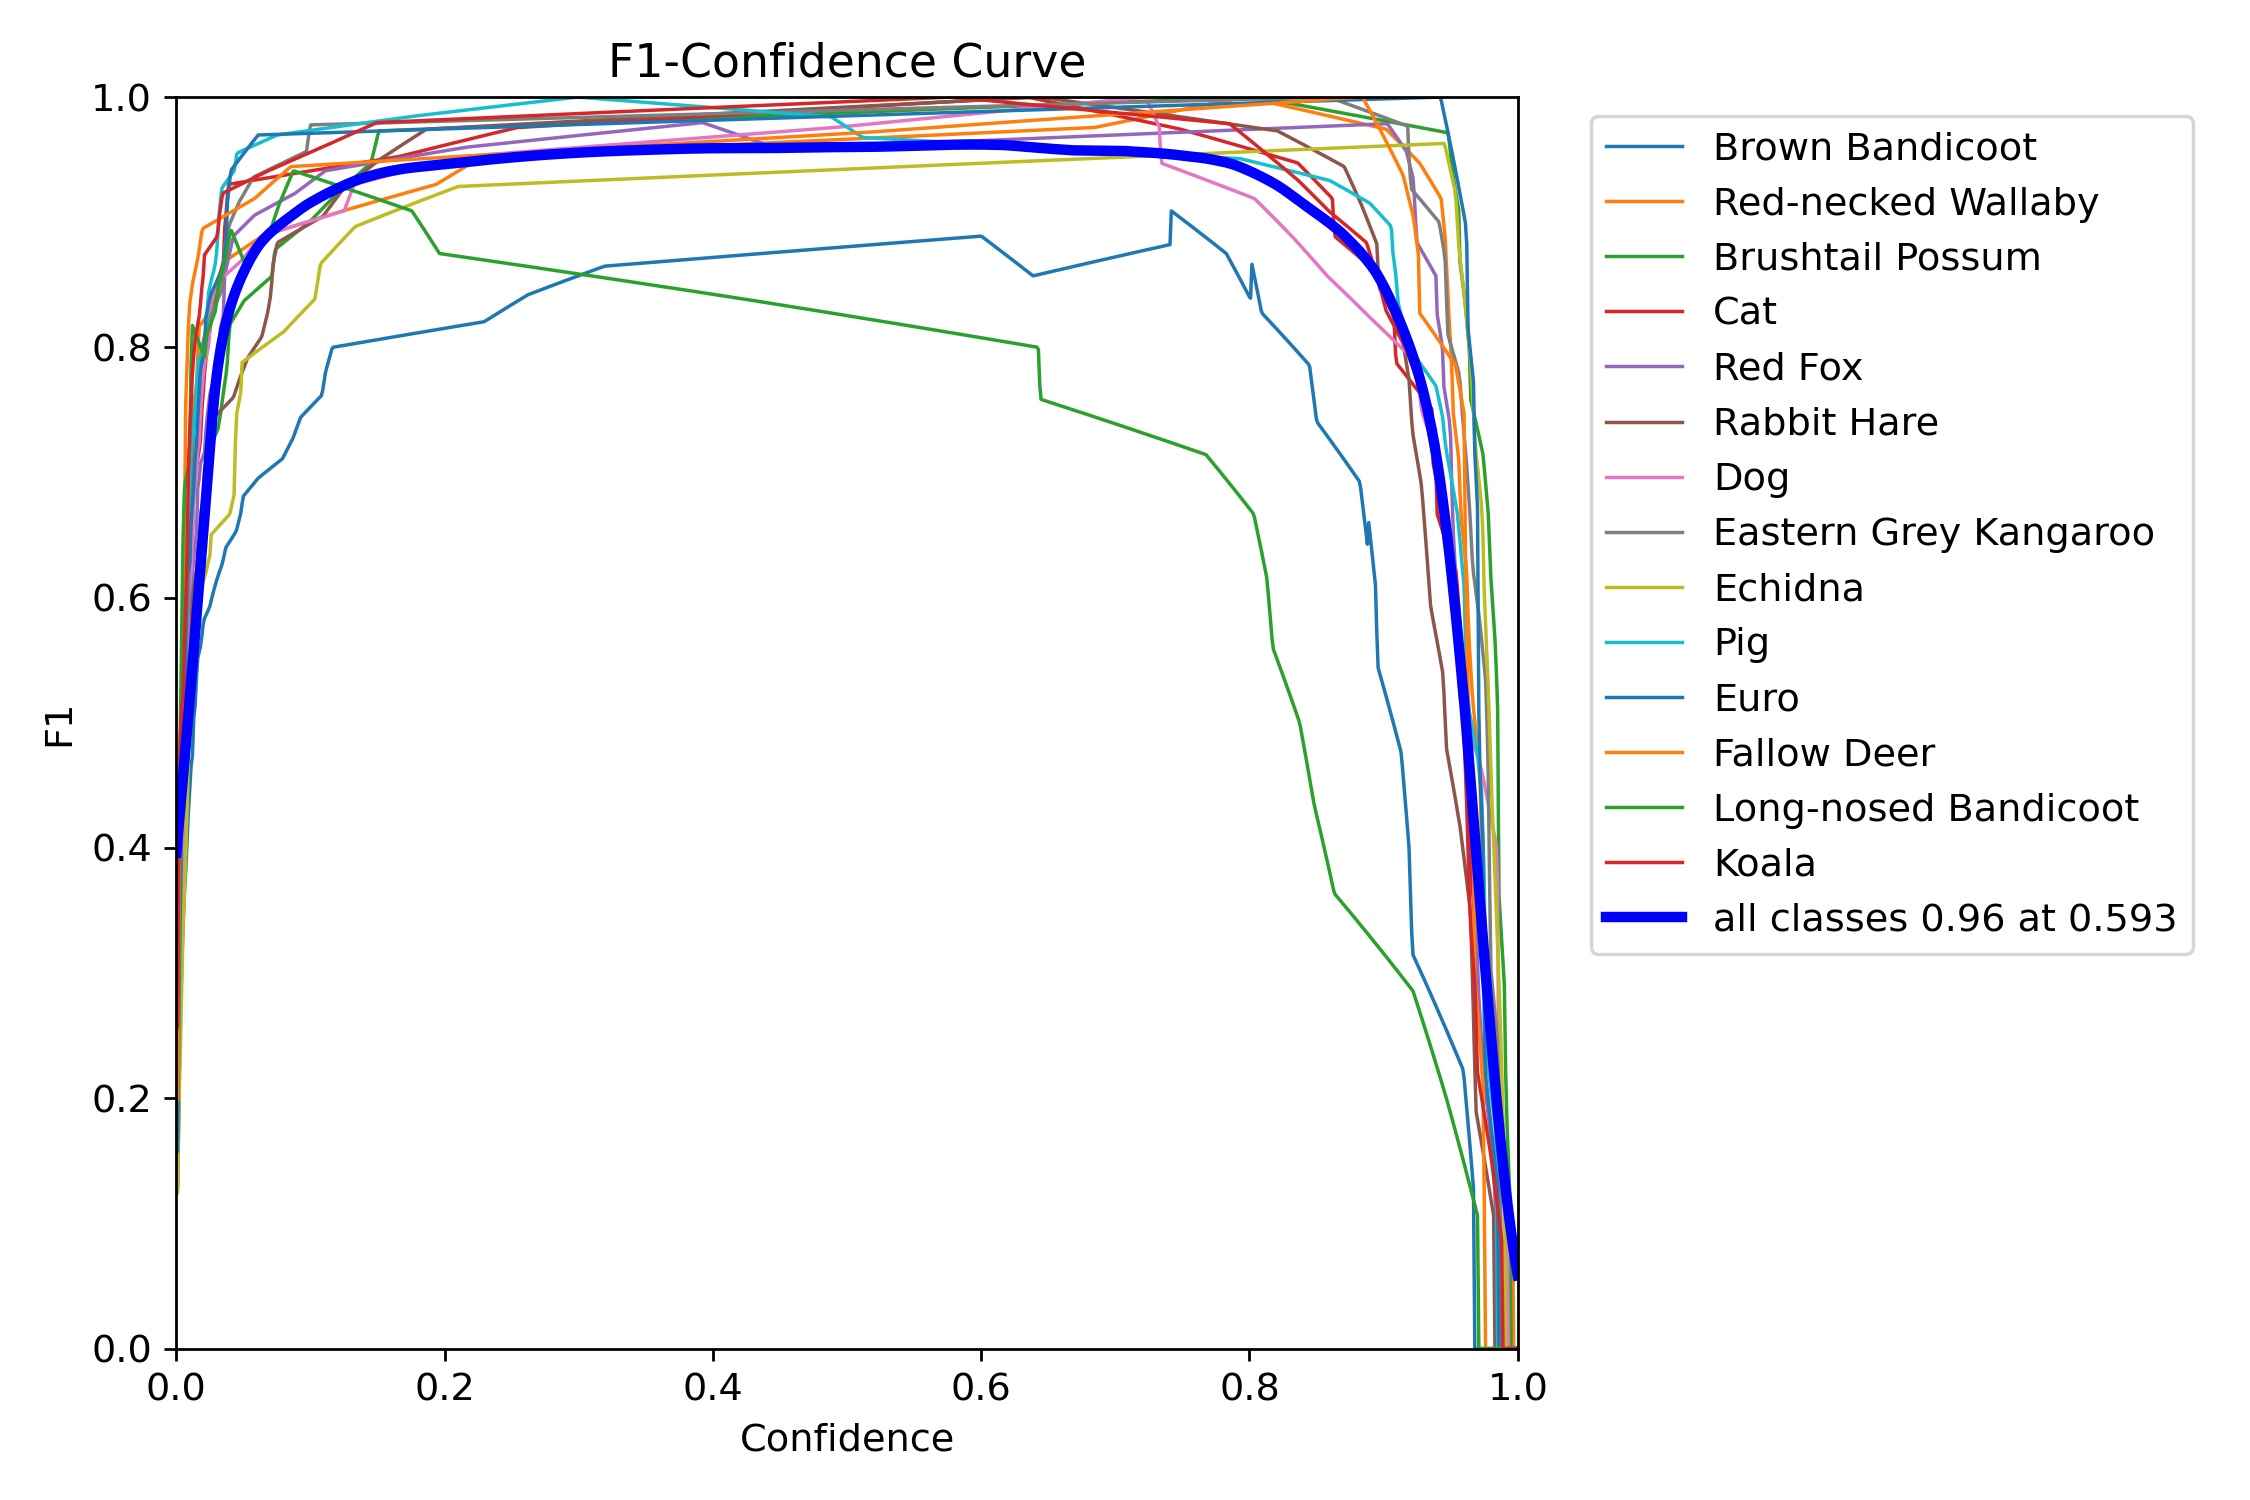 F1-Confidence Curve
1.0
0.8
0.6
0.4
0.2
0.0
F1
0.0 0.2 0.4 0.6 0.8 1.0
Confidence
Brown Bandicoot
Red-necked Wallaby
Brushtail Possum
Cat
Red Fox
Rabbit Hare
Dog
Eastern Grey Kangaroo
Echidna
Pig
Euro
Fallow Deer
Long-nosed Bandicoot
Koala
all classes 0.96 at 0.593